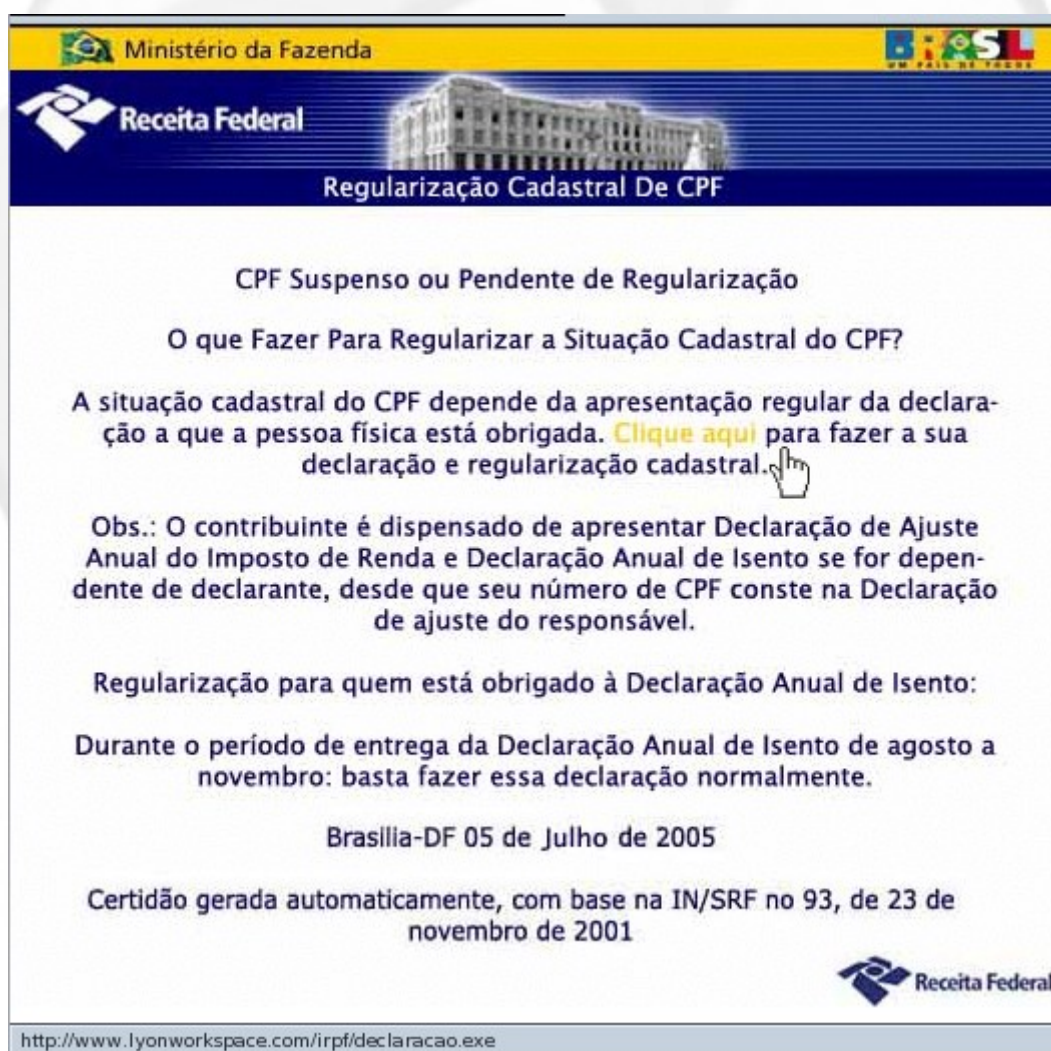 Ministério da Fazenda
BRASIL
UM PAÍS DE TODOS
Receita Federal
Regularização Cadastral De CPF
CPF Suspenso ou Pendente de Regularização
O que Fazer Para Regularizar a Situação Cadastral do CPF?
A situação cadastral do CPF depende da apresentação regular da declara-
ção a que a pessoa física está obrigada. Clique aqui para fazer a sua
declaração e regularização cadastral.
Obs.: O contribuinte é dispensado de apresentar Declaração de Ajuste
Anual do Imposto de Renda e Declaração Anual de Isento se for depen-
dente de declarante, desde que seu número de CPF conste na Declaração
de ajuste do responsável.
Regularização para quem está obrigado à Declaração Anual de Isento:
Durante o período de entrega da Declaração Anual de Isento de agosto a
novembro: basta fazer essa declaração normalmente.
Brasilia-DF 05 de Julho de 2005
Certidão gerada automaticamente, com base na IN/SRF no 93, de 23 de
novembro de 2001
Receita Federal
http://www.lyonworkspace.com/irpf/declaracao.exe